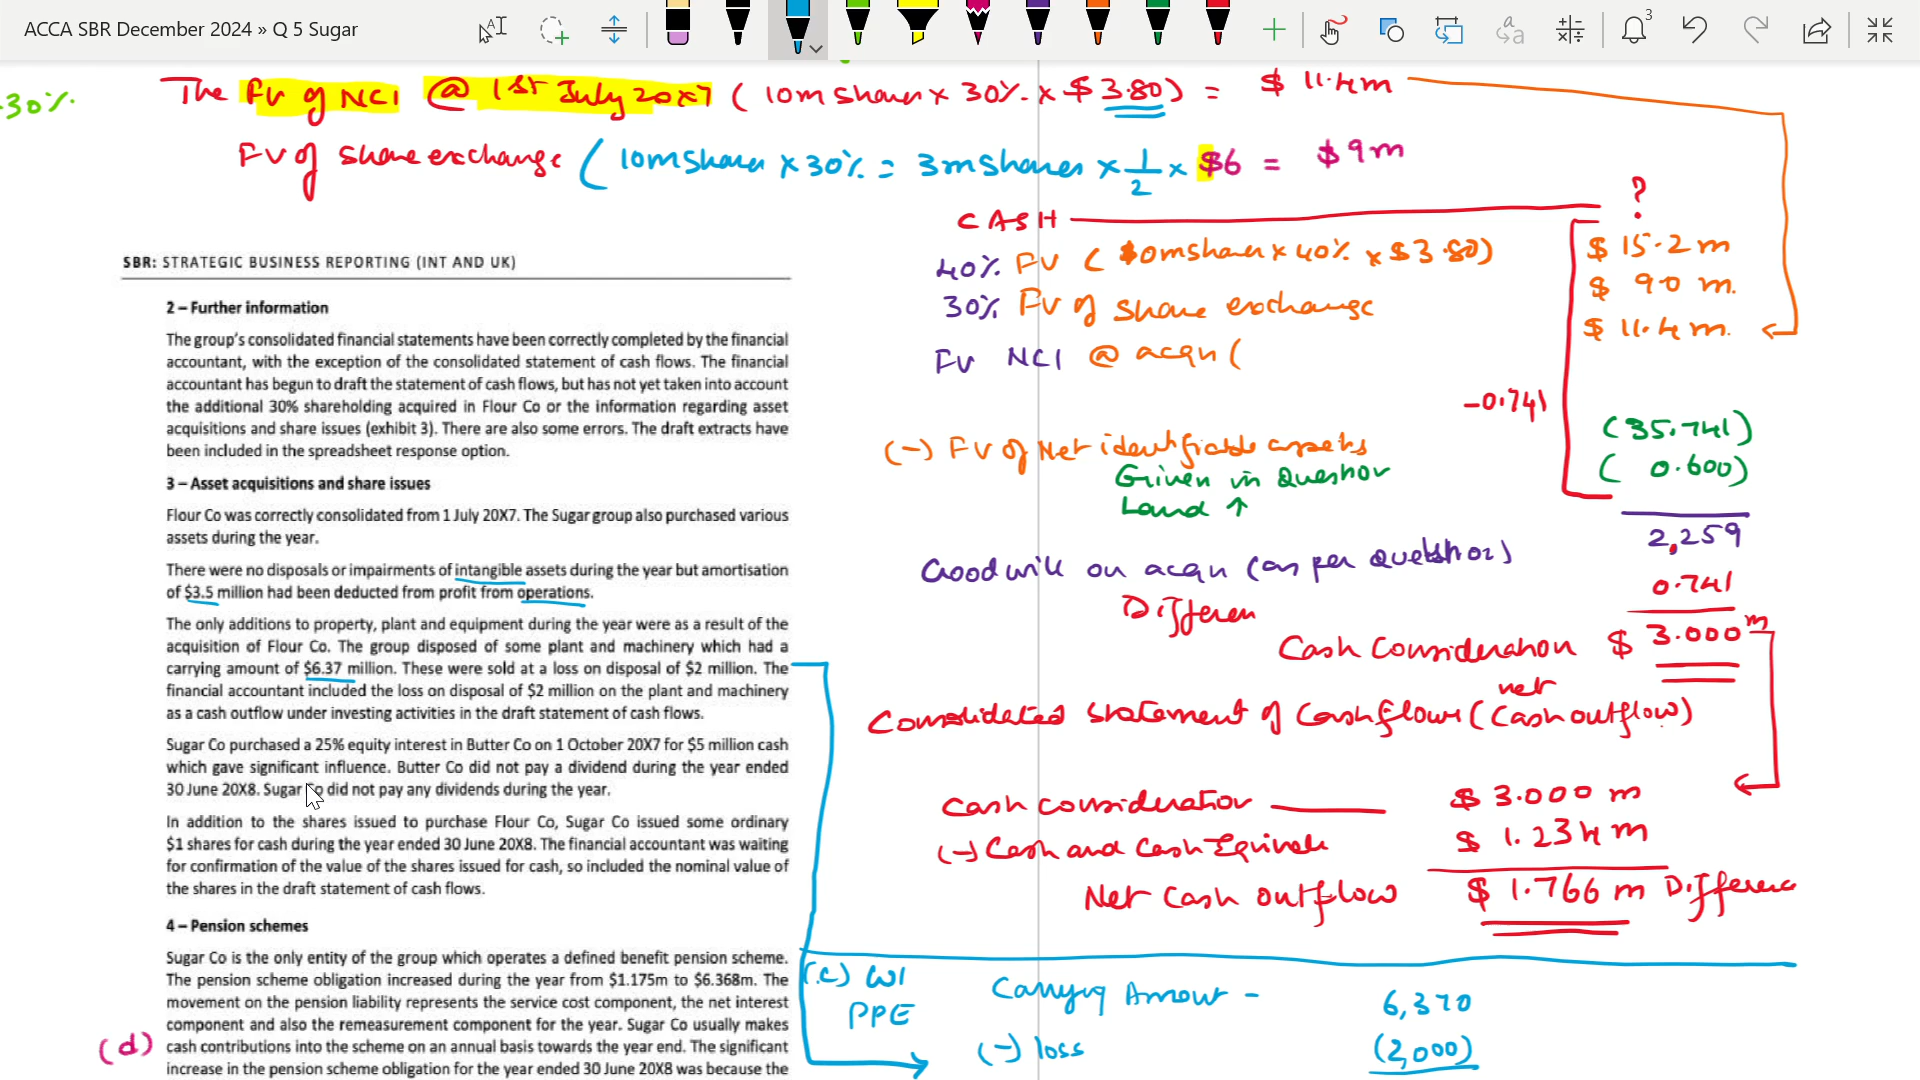 ACCA SBR December 2024 » Q 5 Sugar
3
30%
The FV of NCI @ 1st July 20x7 (10m shares x 30% x $3.80) = $ 11.4m
FV of share exchange (10m shares x 30% = 3m shares x 1/2 x $6 = $9m
CASH ?
40% FV ( 10m shares x 40% x $3.80) $ 15.2m
30% FV of share exchange $ 9.0 m.
FV NCI @ acqn ( $ 11.4m.
-0.741
(-) FV of Net identifiable assets (35.741)
Given in Question
Land ↑ ( 0.600)
2,259
Goodwill on acqn (as per Question) 0.741
Differen
Cash Consideration $ 3.000m
Consolidated Statement of Cash flows (net Cash outflow)
Cash consideration $ 3.000 m
(-) Cash and Cash Equivale $ 1.234 m
Net Cash outflow $ 1.766 m Differenc
(c) W1
PPE
Carrying Amount - 6,370
(-) loss (2,000)
SBR: STRATEGIC BUSINESS REPORTING (INT AND UK)
2 – Further information
The group's consolidated financial statements have been correctly completed by the financial
accountant, with the exception of the consolidated statement of cash flows. The financial
accountant has begun to draft the statement of cash flows, but has not yet taken into account
the additional 30% shareholding acquired in Flour Co or the information regarding asset
acquisitions and share issues (exhibit 3). There are also some errors. The draft extracts have
been included in the spreadsheet response option.
3 – Asset acquisitions and share issues
Flour Co was correctly consolidated from 1 July 20X7. The Sugar group also purchased various
assets during the year.
There were no disposals or impairments of intangible assets during the year but amortisation
of $3.5 million had been deducted from profit from operations.
The only additions to property, plant and equipment during the year were as a result of the
acquisition of Flour Co. The group disposed of some plant and machinery which had a
carrying amount of $6.37 million. These were sold at a loss on disposal of $2 million. The
financial accountant included the loss on disposal of $2 million on the plant and machinery
as a cash outflow under investing activities in the draft statement of cash flows.
Sugar Co purchased a 25% equity interest in Butter Co on 1 October 20X7 for $5 million cash
which gave significant influence. Butter Co did not pay a dividend during the year ended
30 June 20X8. Sugar Co did not pay any dividends during the year.
In addition to the shares issued to purchase Flour Co, Sugar Co issued some ordinary
$1 shares for cash during the year ended 30 June 20X8. The financial accountant was waiting
for confirmation of the value of the shares issued for cash, so included the nominal value of
the shares in the draft statement of cash flows.
4 – Pension schemes
Sugar Co is the only entity of the group which operates a defined benefit pension scheme.
The pension scheme obligation increased during the year from $1.175m to $6.368m. The
movement on the pension liability represents the service cost component, the net interest
component and also the remeasurement component for the year. Sugar Co usually makes
(d) cash contributions into the scheme on an annual basis towards the year end. The significant
increase in the pension scheme obligation for the year ended 30 June 20X8 was because the